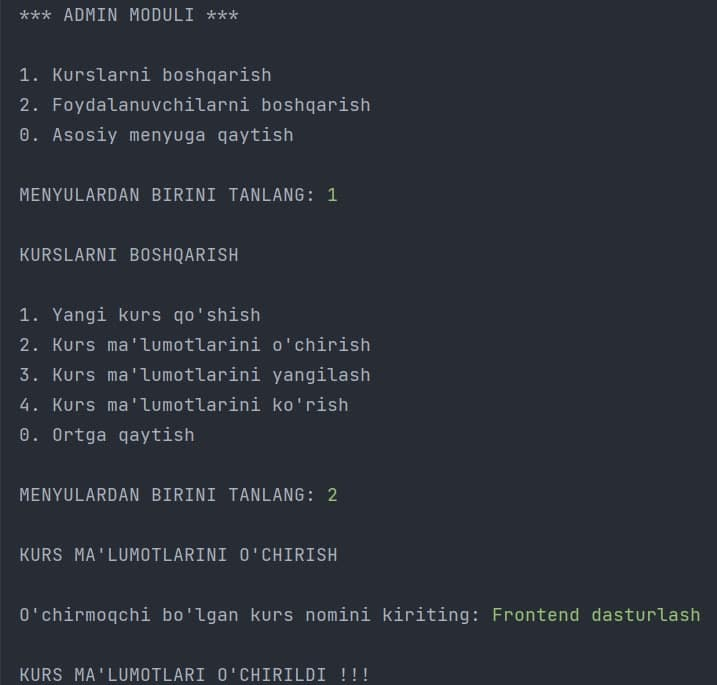 *** ADMIN MODULI ***
1. Kurslarni boshqarish
2. Foydalanuvchilarni boshqarish
0. Asosiy menyuga qaytish
MENYULARDAN BIRINI TANLANG: 1
KURSLARNI BOSHQARISH
1. Yangi kurs qo'shish
2. Kurs ma'lumotlarini o'chirish
3. Kurs ma'lumotlarini yangilash
4. Kurs ma'lumotlarini ko'rish
0. Ortga qaytish
MENYULARDAN BIRINI TANLANG: 2
KURS MA'LUMOTLARINI O'CHIRISH
O'chirmoqchi bo'lgan kurs nomini kiriting: Frontend dasturlash
KURS MA'LUMOTLARI O'CHIRILDI !!!